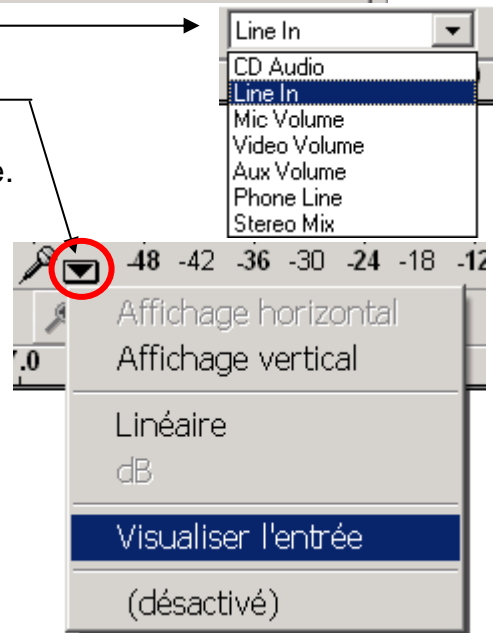 Line In
CD Audio
Line In
Mic Volume
Video Volume
Aux Volume
Phone Line
Stereo Mix
e.
-48 -42 -36 -30 -24 -18 -12
Affichage horizontal
.0 Affichage vertical
Linéaire
dB
Visualiser l'entrée
(désactivé)